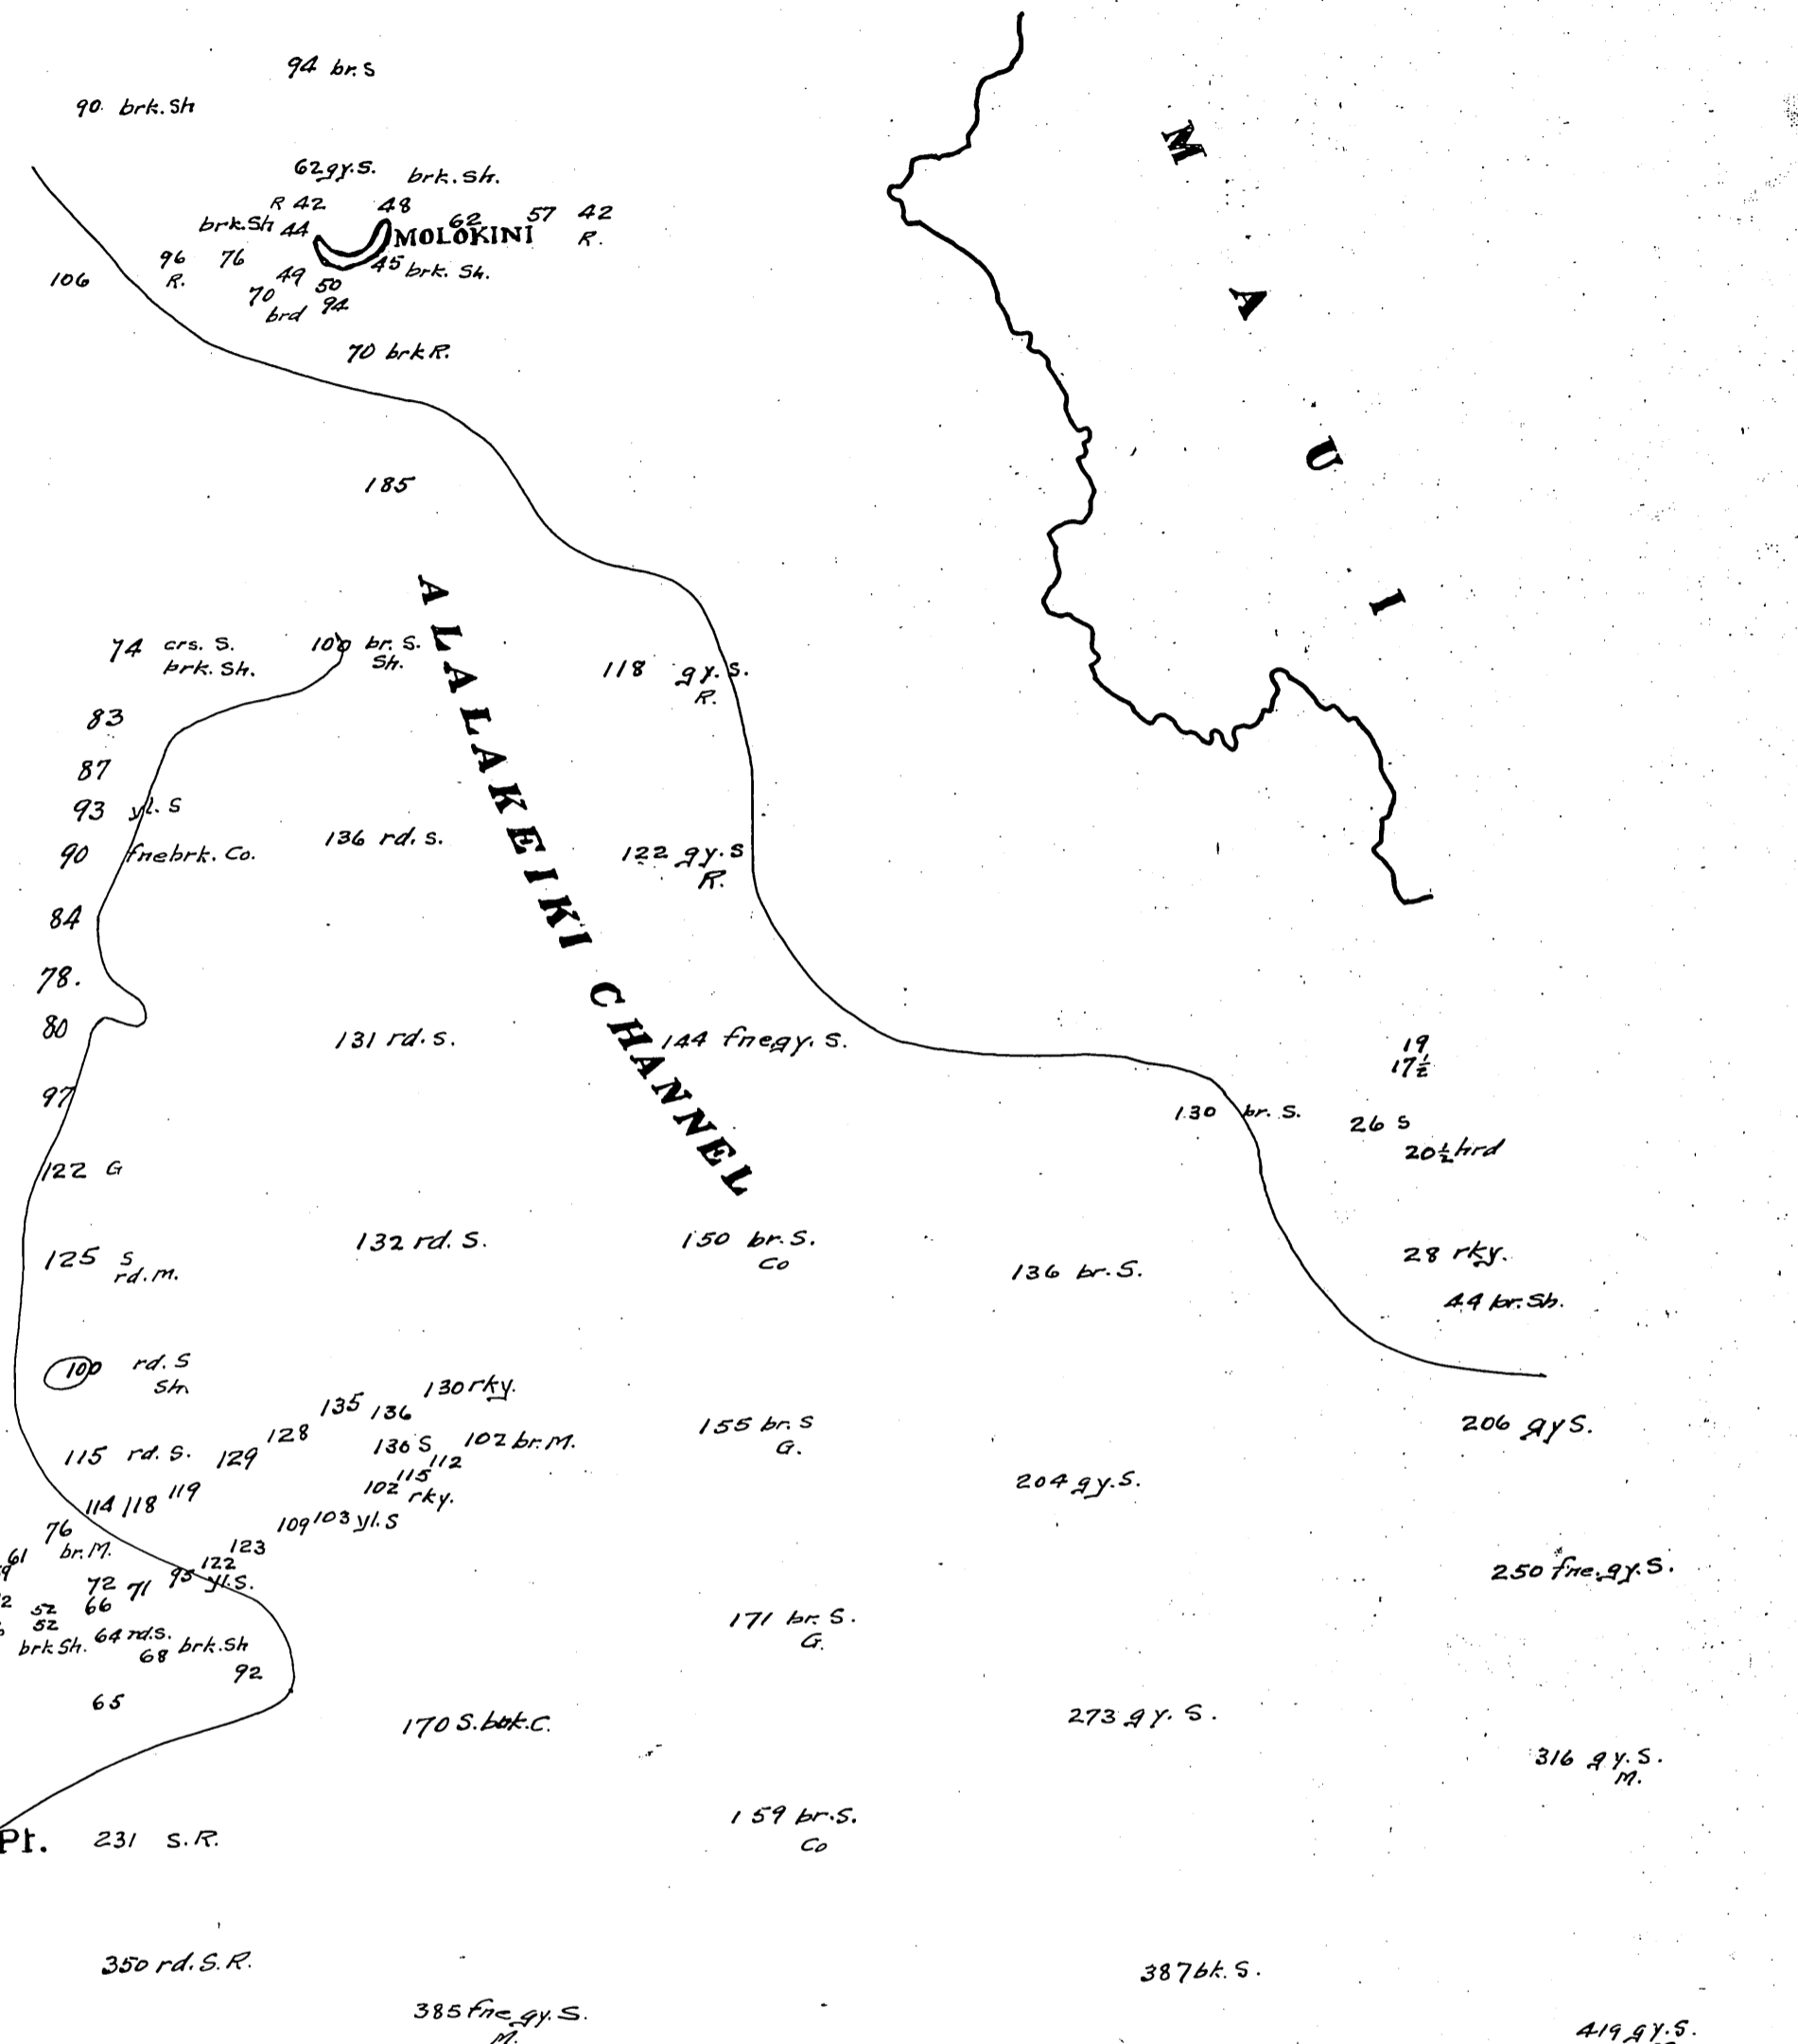 94 br. s
90 brk. Sh
62 gy. S. brk. Sh.
R 42 48 62 57 42
brk. Sh 44 MOLOKINI R.
96 76 45 brk. Sh.
R. 49 50
106 70 94
brd
70 brk R.
M
A
U
I
185
ALALAKEIKI CHANNEL
74 crs. S. 100 br. S.
brk. Sh. Sh.
118 gy. S.
R.
83
87
93 yl. S
136 rd. s.
90 fne brk. Co.
122 gy. S
R.
84
78.
80
131 rd. s.
144 fne gy. S.
19
17½
97
130 br. S.
26 S
20½ hrd
122 G
132 rd. S.
150 br. S.
Co
125 S
rd. m.
136 br. S.
28 rky.
44 br. Sh.
100 rd. S
Sh
130 rky.
135 136
128
155 br. S
G.
206 gy S.
115 rd. S. 129
136 S 102 br. M.
112
115
102 rky.
204 gy. S.
114 118 119
109 103 yl. S
76
br. M.
123
61
122
95 yl. S.
72 71
250 fne. gy. S.
52 66
52
brk Sh. 64 rd. s.
68 brk. Sh
171 br. S.
G.
92
65
170 S. brk. C.
273 gy. S.
316 gy. S.
M.
159 br. S.
Co
Pt. 231 S. R.
350 rd. S. R.
387 bk. S.
385 fne gy. S.
M.
419 gy. S.